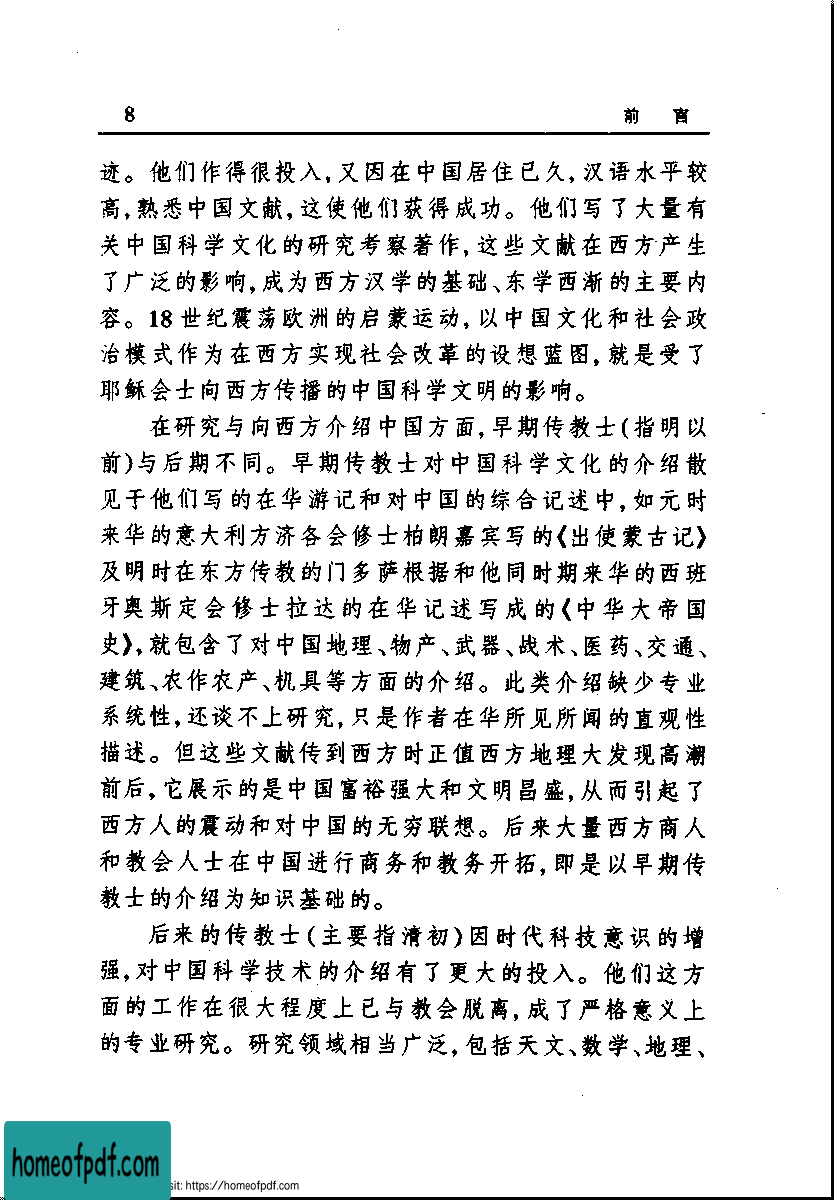 8 前 言
迹。他们作得很投入,又因在中国居住已久,汉语水平较
高,熟悉中国文献,这使他们获得成功。他们写了大量有
关中国科学文化的研究考察著作,这些文献在西方产生
了广泛的影响,成为西方汉学的基础、东学西渐的主要内
容。18世纪震荡欧洲的启蒙运动,以中国文化和社会政
治模式作为在西方实现社会改革的设想蓝图,就是受了
耶稣会士向西方传播的中国科学文明的影响。
在研究与向西方介绍中国方面,早期传教士(指明以
前)与后期不同。早期传教士对中国科学文化的介绍散
见于他们写的在华游记和对中国的综合记述中,如元时
来华的意大利方济各会修士柏朗嘉宾写的《出使蒙古记》
及明时在东方传教的门多萨根据和他同时期来华的西班
牙奥斯定会修士拉达的在华记述写成的《中华大帝国
史》,就包含了对中国地理、物产、武器、战术、医药、交通、
建筑、农作农产、机具等方面的介绍。此类介绍缺少专业
系统性,还谈不上研究,只是作者在华所见所闻的直观性
描述。但这些文献传到西方时正值西方地理大发现高潮
前后,它展示的是中国富裕强大和文明昌盛,从而引起了
西方人的震动和对中国的无穷联想。后来大量西方商人
和教会人士在中国进行商务和教务开拓,即是以早期传
教士的介绍为知识基础的。
后来的传教士(主要指清初)因时代科技意识的增
强,对中国科学技术的介绍有了更大的投入。他们这方
面的工作在很大程度上已与教会脱离,成了严格意义上
的专业研究。研究领域相当广泛,包括天文、数学、地理、
homeofpdf.com
sit: https://homeofpdf.com